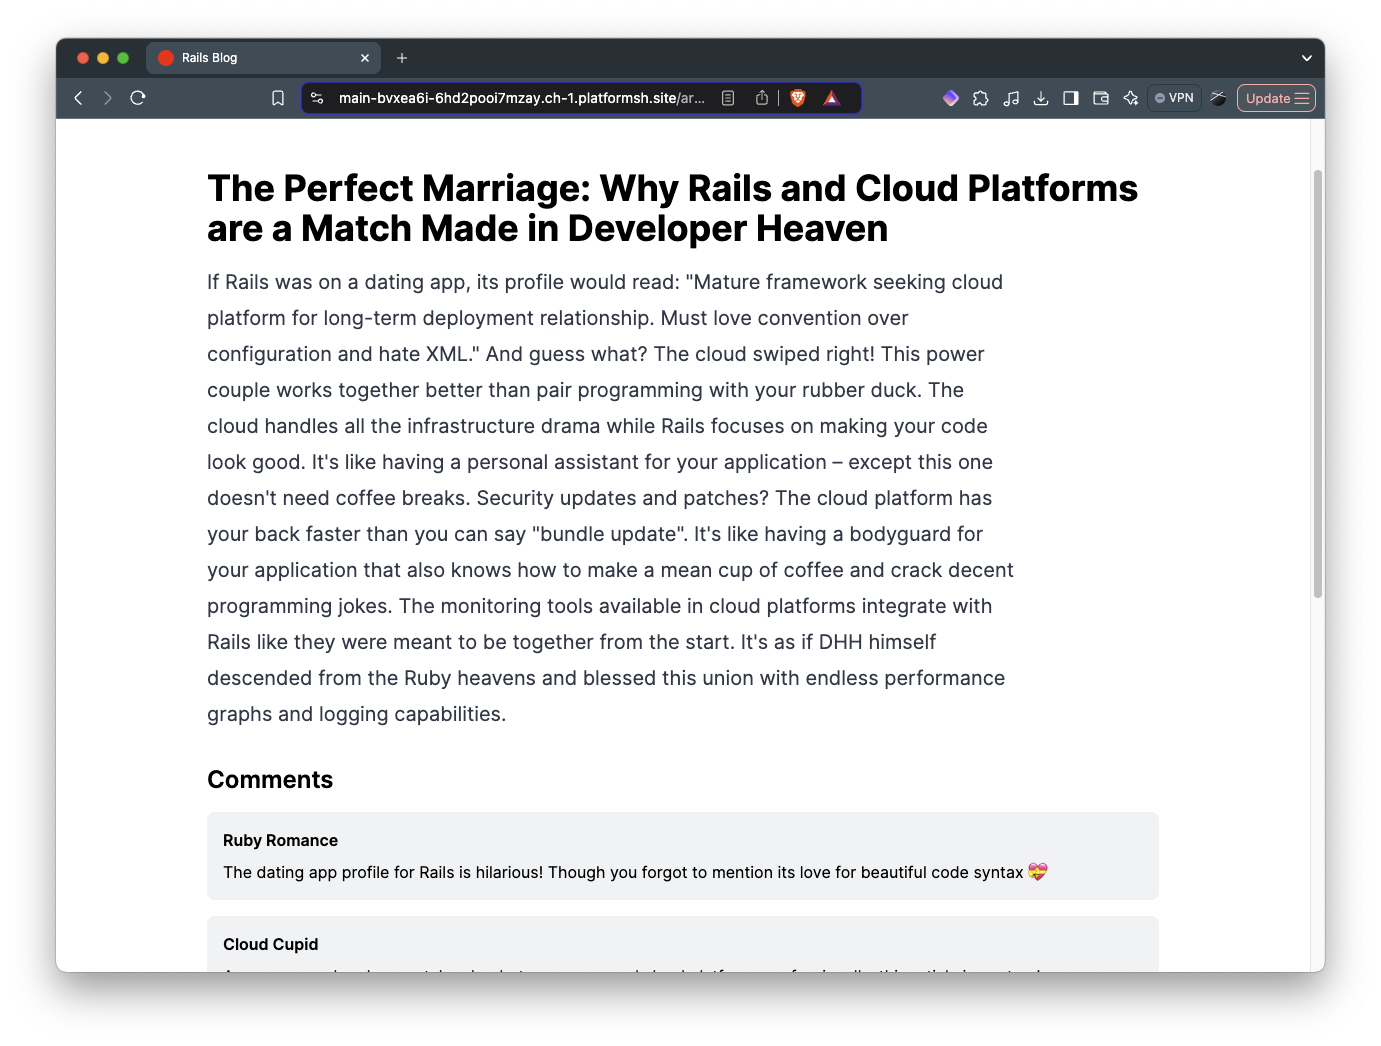 Rails Blog
main-bvxea6i-6hd2pooi7mzay.ch-1.platformsh.site/ar...
VPN
Update
The Perfect Marriage: Why Rails and Cloud Platforms
are a Match Made in Developer Heaven
If Rails was on a dating app, its profile would read: "Mature framework seeking cloud
platform for long-term deployment relationship. Must love convention over
configuration and hate XML." And guess what? The cloud swiped right! This power
couple works together better than pair programming with your rubber duck. The
cloud handles all the infrastructure drama while Rails focuses on making your code
look good. It's like having a personal assistant for your application – except this one
doesn't need coffee breaks. Security updates and patches? The cloud platform has
your back faster than you can say "bundle update". It's like having a bodyguard for
your application that also knows how to make a mean cup of coffee and crack decent
programming jokes. The monitoring tools available in cloud platforms integrate with
Rails like they were meant to be together from the start. It's as if DHH himself
descended from the Ruby heavens and blessed this union with endless performance
graphs and logging capabilities.
Comments
Ruby Romance
The dating app profile for Rails is hilarious! Though you forgot to mention its love for beautiful code syntax 💝
Cloud Cupid